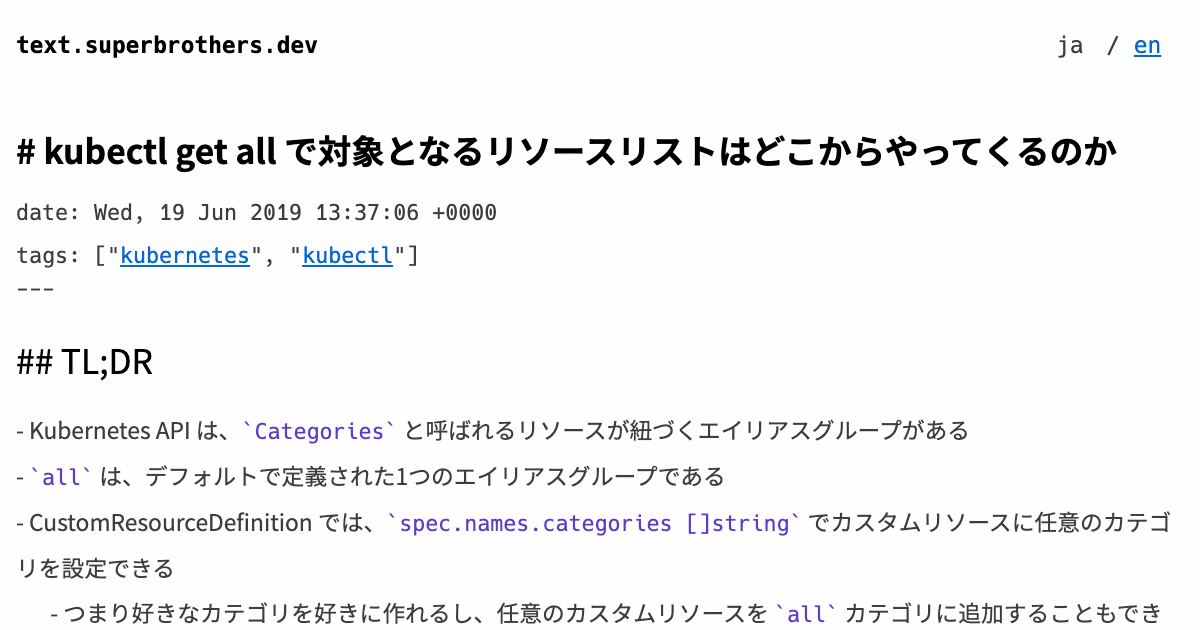 text.superbrothers.dev
ja / en
# kubectl get all で対象となるリソースリストはどこからやってくるのか
date: Wed, 19 Jun 2019 13:37:06 +0000
tags: ["kubernetes", "kubectl"]
---
## TL;DR
- Kubernetes API は、`Categories` と呼ばれるリソースが紐づくエイリアスグループがある
- `all` は、デフォルトで定義された1つのエイリアスグループである
- CustomResourceDefinition では、`spec.names.categories []string` でカスタムリソースに任意のカテゴ
リを設定できる
- つまり好きなカテゴリを好きに作れるし、任意のカスタムリソースを `all` カテゴリに追加することもでき